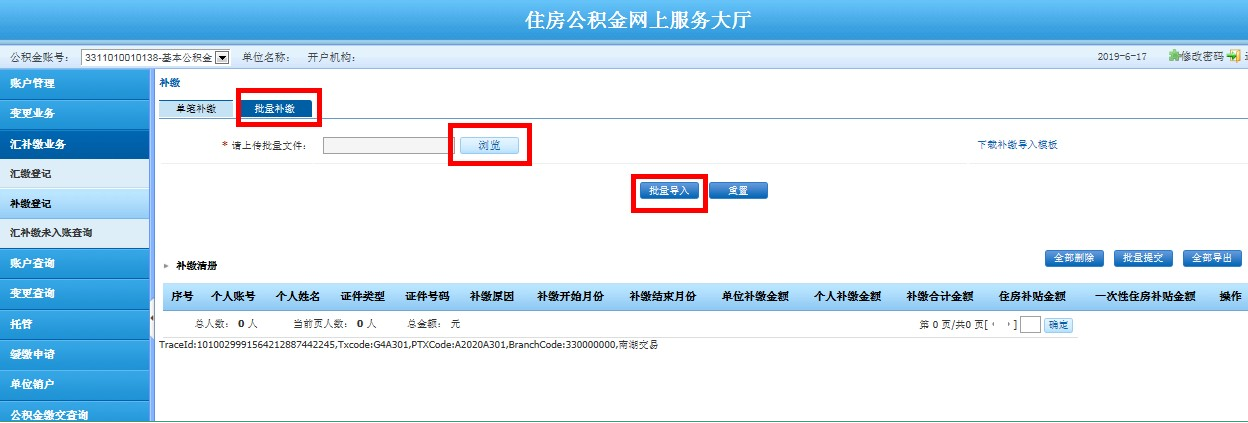 住房公积金网上服务大厅
公积金账号： 3311010010138-基本公积金 单位名称： 开户机构： 2019-6-17 修改密码
账户管理
变更业务
汇补缴业务
汇缴登记
补缴登记
汇补缴未入账查询
账户查询
变更查询
托管
缓缴申请
单位销户
公积金缴交查询
补缴
单笔补缴 批量补缴
* 请上传批量文件： 浏览 下载补缴导入模板
批量导入 重置
补缴清册 全部删除 批量提交 全部导出
序号 个人账号 个人姓名 证件类型 证件号码 补缴原因 补缴开始月份 补缴结束月份 单位补缴金额 个人补缴金额 补缴合计金额 住房补贴金额 一次性住房补贴金额 操作
总人数： 0 人 当前页人数： 0 人 总金额： 元 第 0 页/共0 页[ ] 确定
TraceId:1010029991564212887442245,Txcode:G4A301,PTXCode:A2020A301,BranchCode:330000000,南湖交易